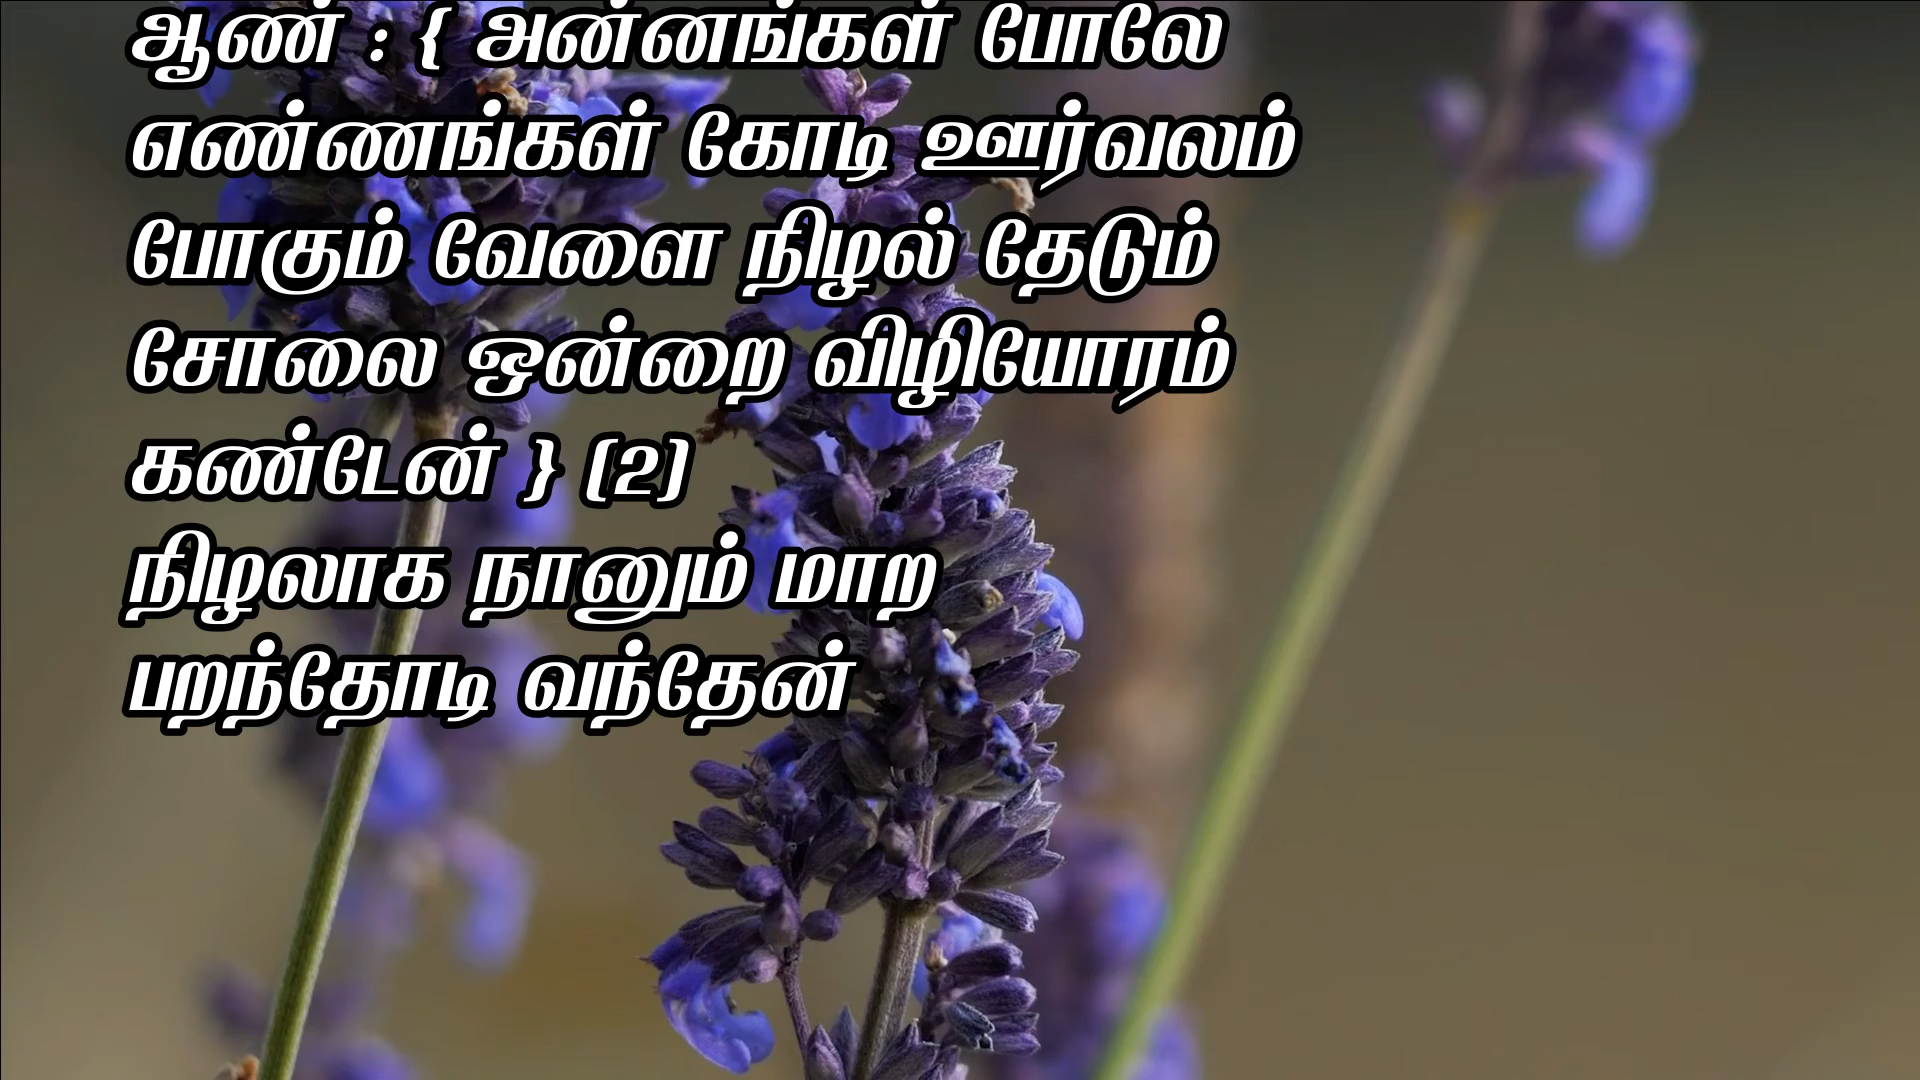 ஆண் : { அன்னங்கள் போலே
எண்ணங்கள் கோடி ஊர்வலம்
போகும் வேளை நிழல் தேடும்
சோலை ஒன்றை விழியோரம்
கண்டேன் } (2)
நிழலாக நானும் மாற
பறந்தோடி வந்தேன்